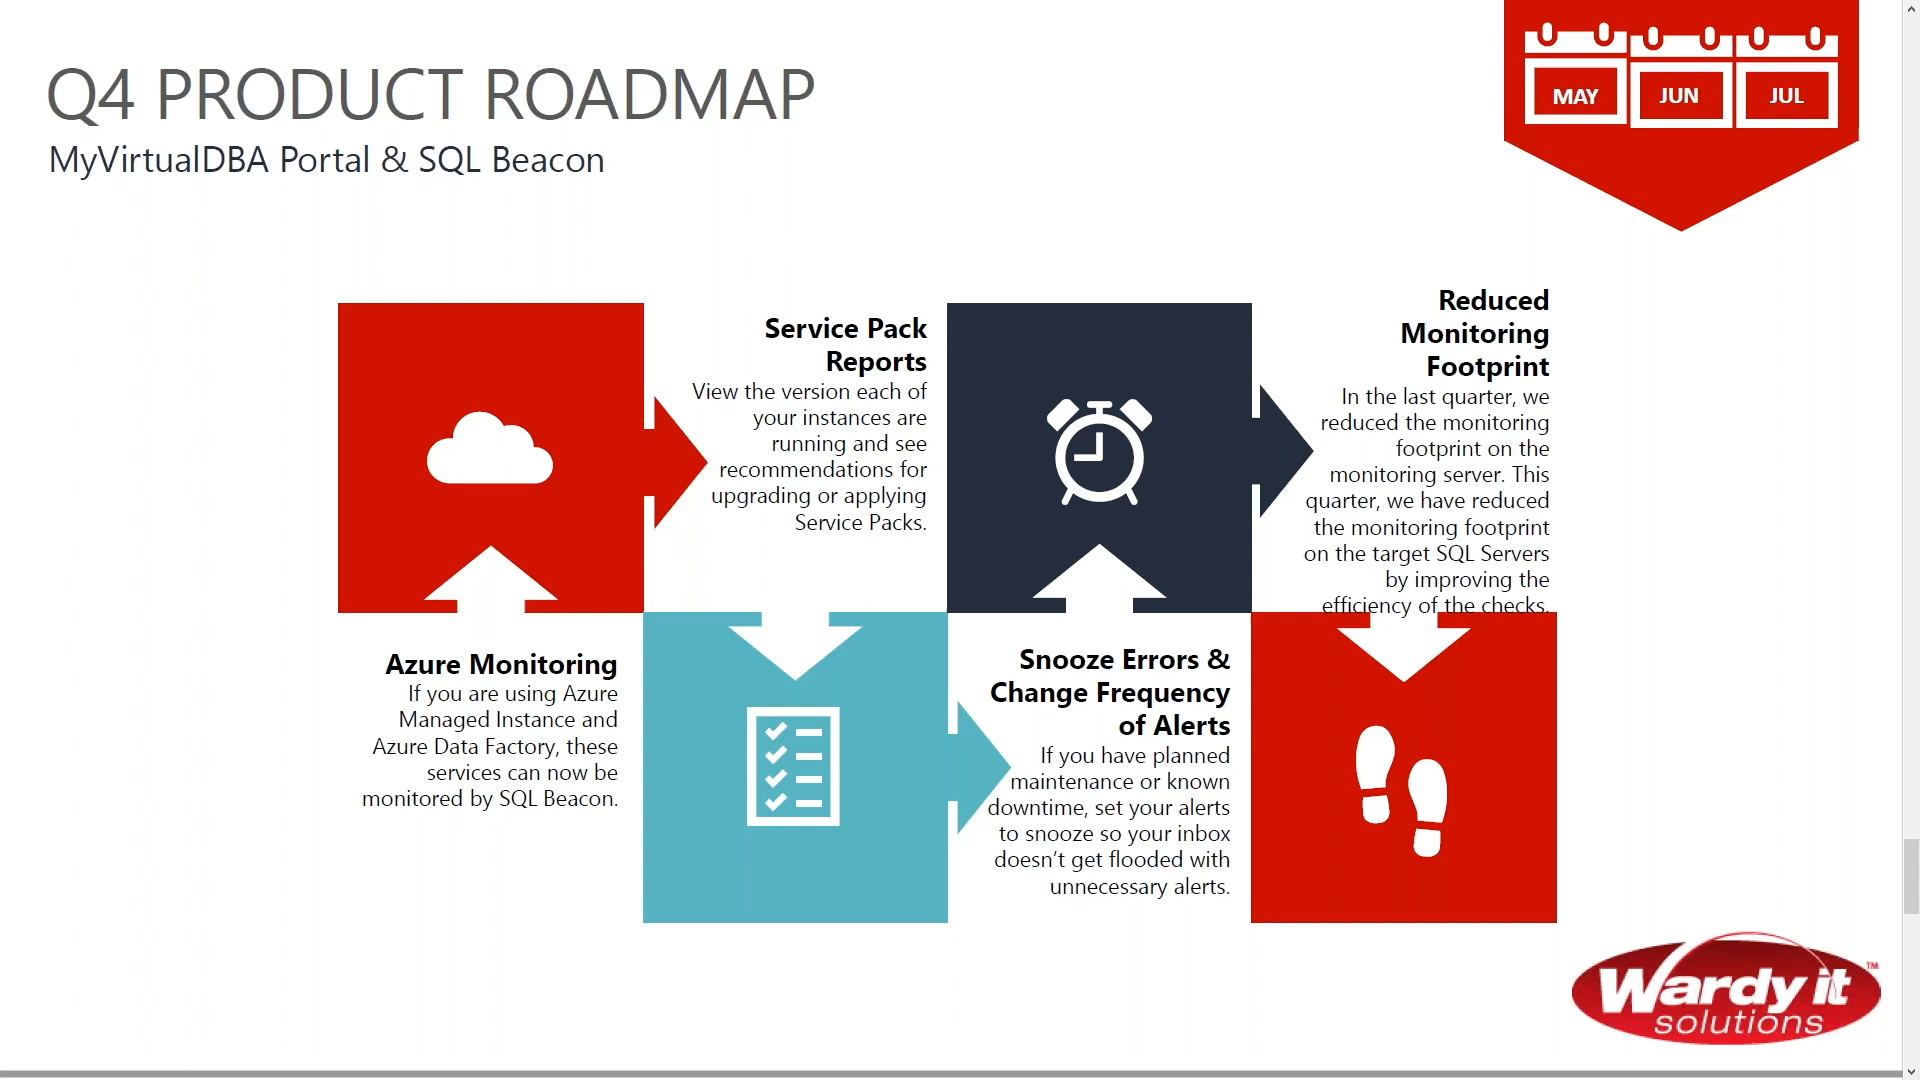 Q4 PRODUCT ROADMAP
MyVirtualDBA Portal & SQL Beacon
MAY
JUN
JUL
Azure Monitoring
If you are using Azure
Managed Instance and
Azure Data Factory, these
services can now be
monitored by SQL Beacon.
Service Pack
Reports
View the version each of
your instances are
running and see
recommendations for
upgrading or applying
Service Packs.
Snooze Errors &
Change Frequency
of Alerts
If you have planned
maintenance or known
downtime, set your alerts
to snooze so your inbox
doesn’t get flooded with
unnecessary alerts.
Reduced
Monitoring
Footprint
In the last quarter, we
reduced the monitoring
footprint on the
monitoring server. This
quarter, we have reduced
the monitoring footprint
on the target SQL Servers
by improving the
efficiency of the checks.
Wardy it
solutions
TM